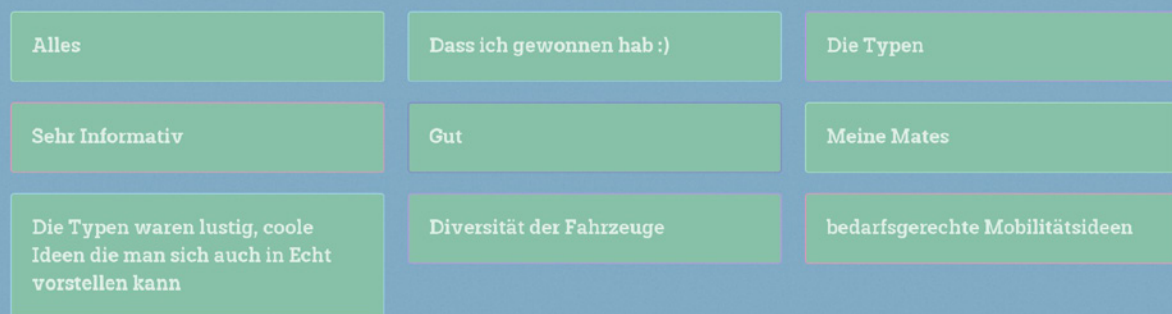 Alles
Dass ich gewonnen hab :)
Die Typen
Sehr Informativ
Gut
Meine Mates
Die Typen waren lustig, coole
Ideen die man sich auch in Echt
vorstellen kann
Diversität der Fahrzeuge
bedarfsgerechte Mobilitätsideen